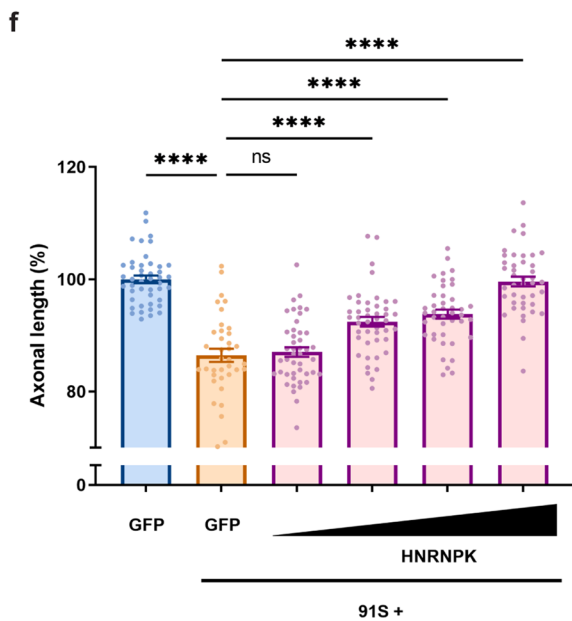 f
****
****
****
**** ns
120
100
80
0
Axonal length (%)
GFP GFP
HNRNPK
91S +